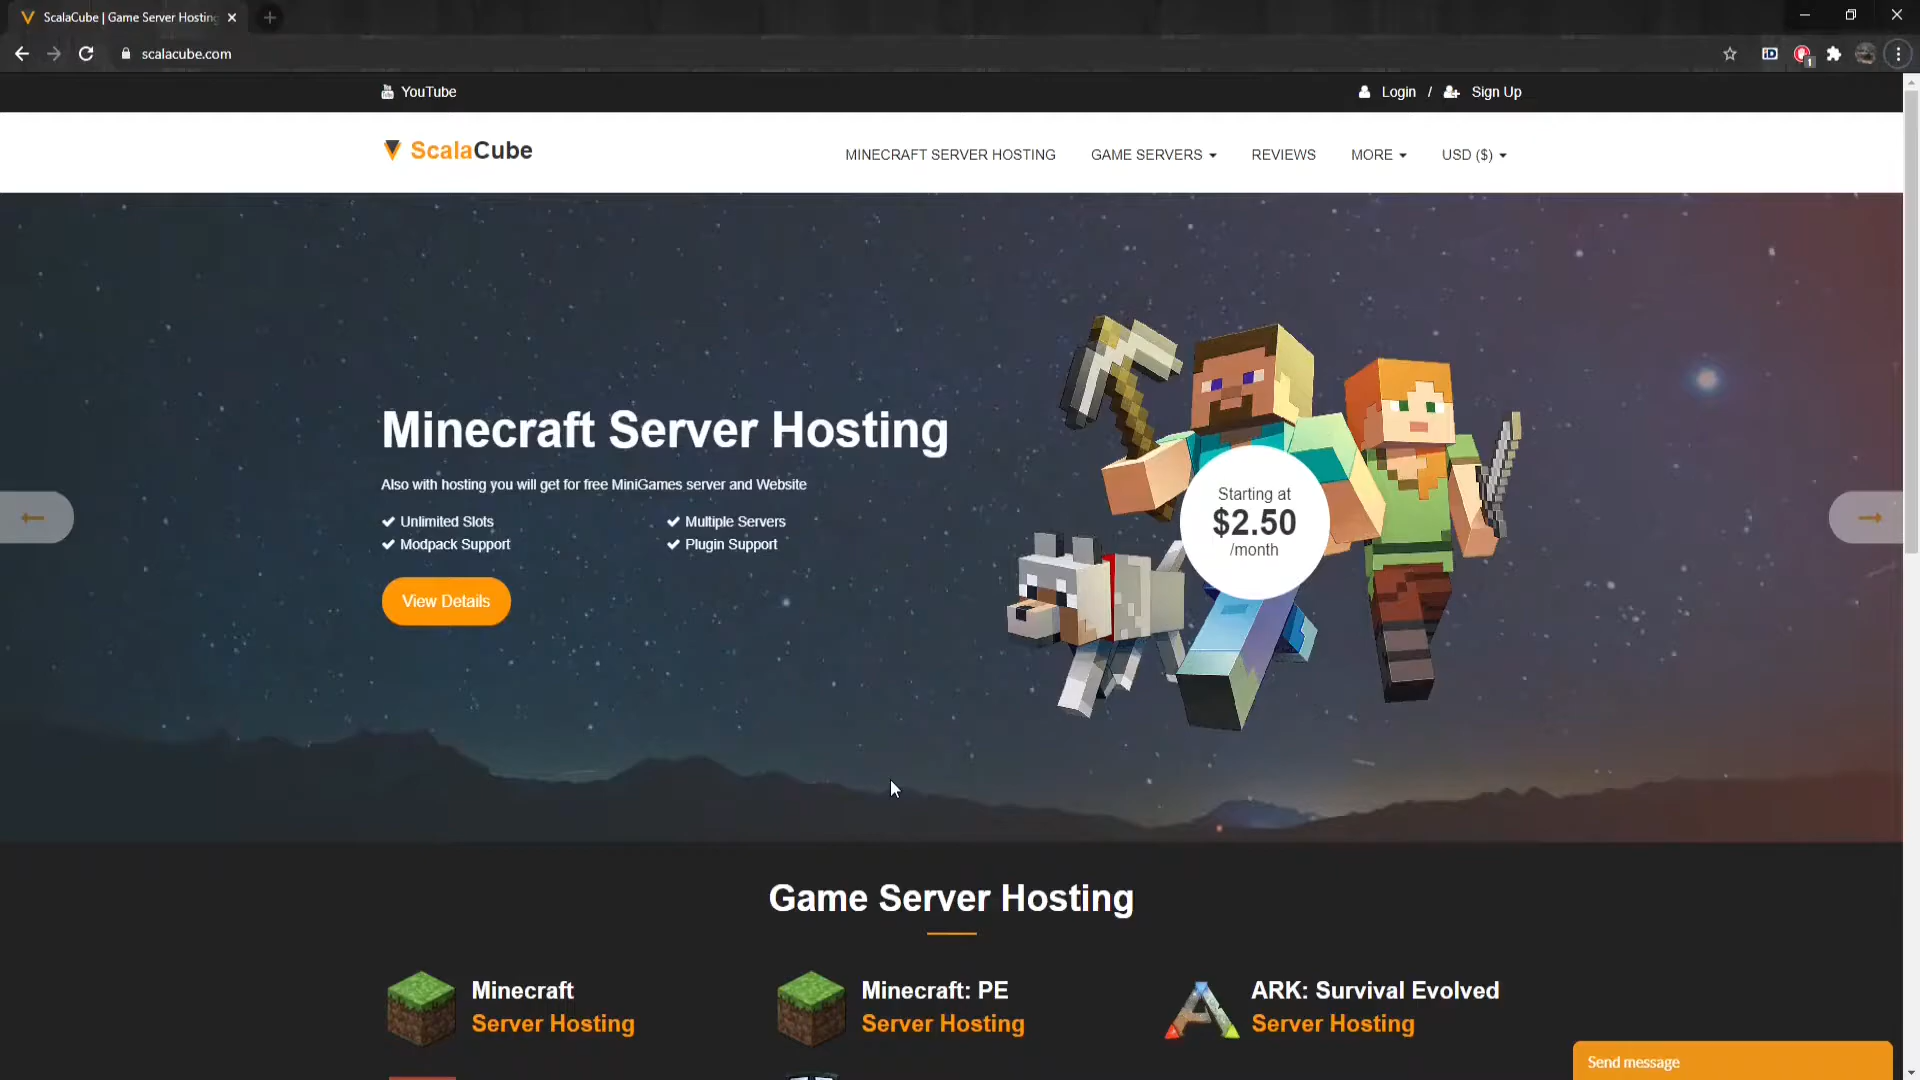 ScalaCube | Game Server Hosting
scalacube.com
1
YouTube
Login / Sign Up
ScalaCube
MINECRAFT SERVER HOSTING
GAME SERVERS
REVIEWS
MORE
USD ($)
Minecraft Server Hosting
Also with hosting you will get for free MiniGames server and Website
Unlimited Slots
Multiple Servers
Modpack Support
Plugin Support
View Details
Starting at
$2.50
/month
Game Server Hosting
Minecraft
Server Hosting
Minecraft: PE
Server Hosting
ARK: Survival Evolved
Server Hosting
Send message